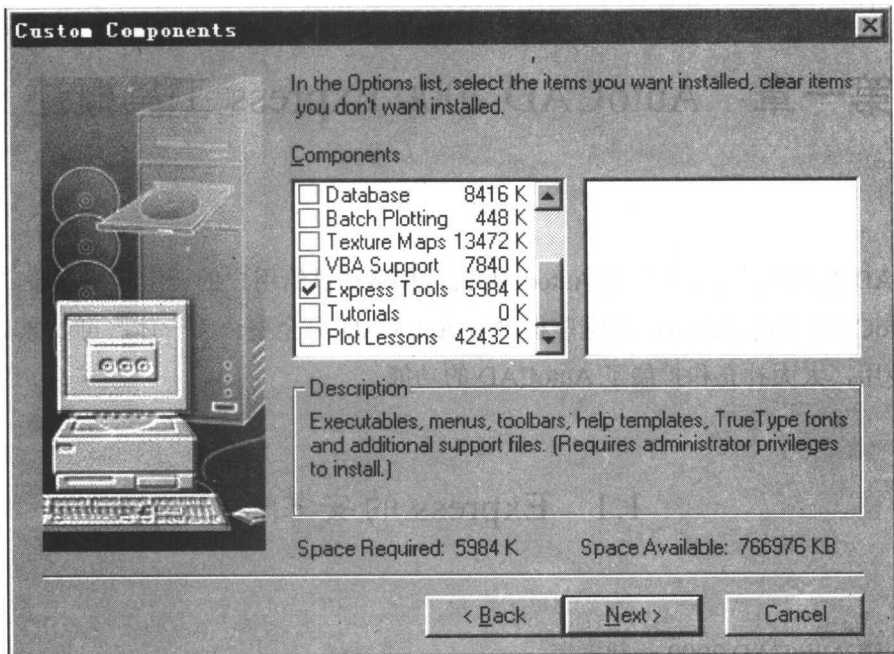 Custom Components
In the Options list, select the items you want installed, clear items
you don't want installed.
Components
Database 8416 K
Batch Plotting 448 K
Texture Maps 13472 K
VBA Support 7840 K
Express Tools 5984 K
Tutorials 0 K
Plot Lessons 42432 K
Description
Executables, menus, toolbars, help templates, TrueType fonts
and additional support files. (Requires administrator privileges
to install.)
Space Required: 5984 K Space Available: 766976 KB
< Back Next > Cancel